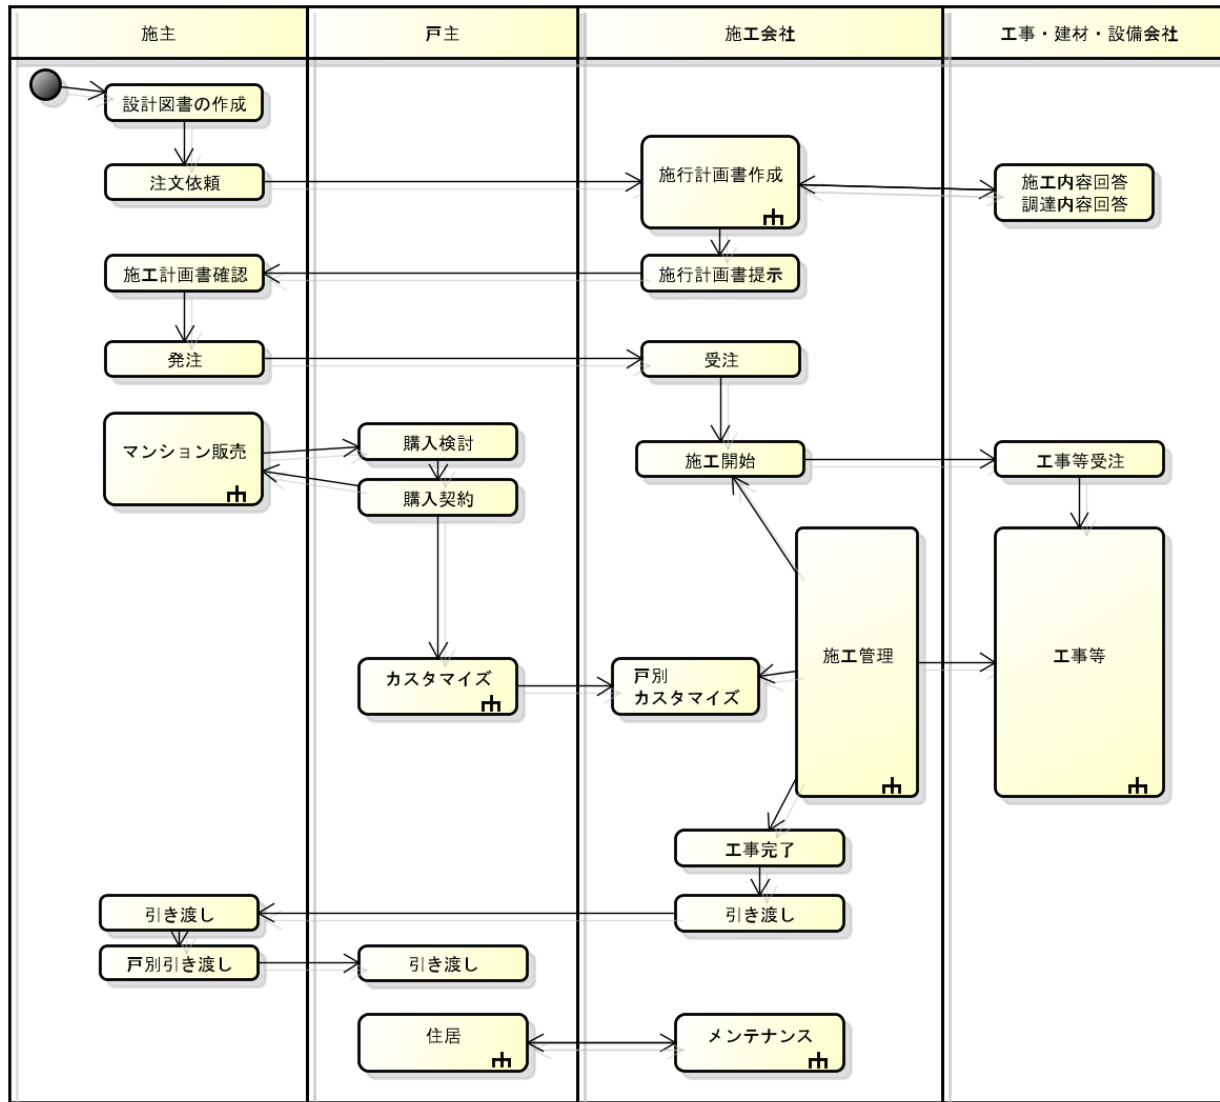 施主
戸主
施工会社
工事・建材・設備会社
設計図書の作成
注文依頼
施行計画書作成
施工内容回答
調達内容回答
施工計画書確認
施行計画書提示
発注
受注
マンション販売
購入検討
購入契約
施工開始
工事等受注
カスタマイズ
戸別
カスタマイズ
施工管理
工事等
工事完了
引き渡し
引き渡し
戸別引き渡し
引き渡し
住居
メンテナンス